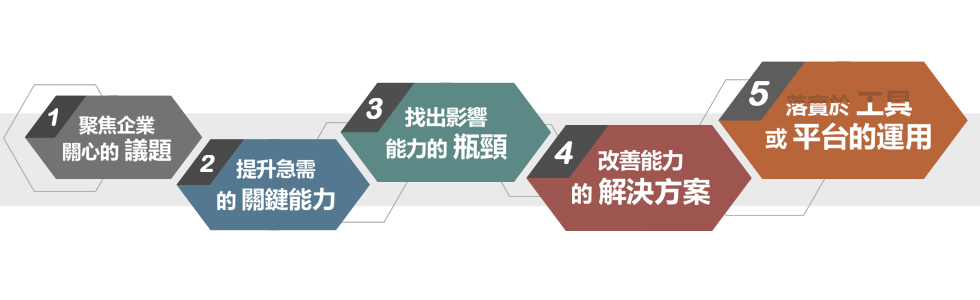 1
聚焦企業
關心的 議題
2
提升急需
的 關鍵能力
3
找出影響
能力的 瓶頸
4
改善能力
的 解決方案
5
落實於 工具
或 平台的運用